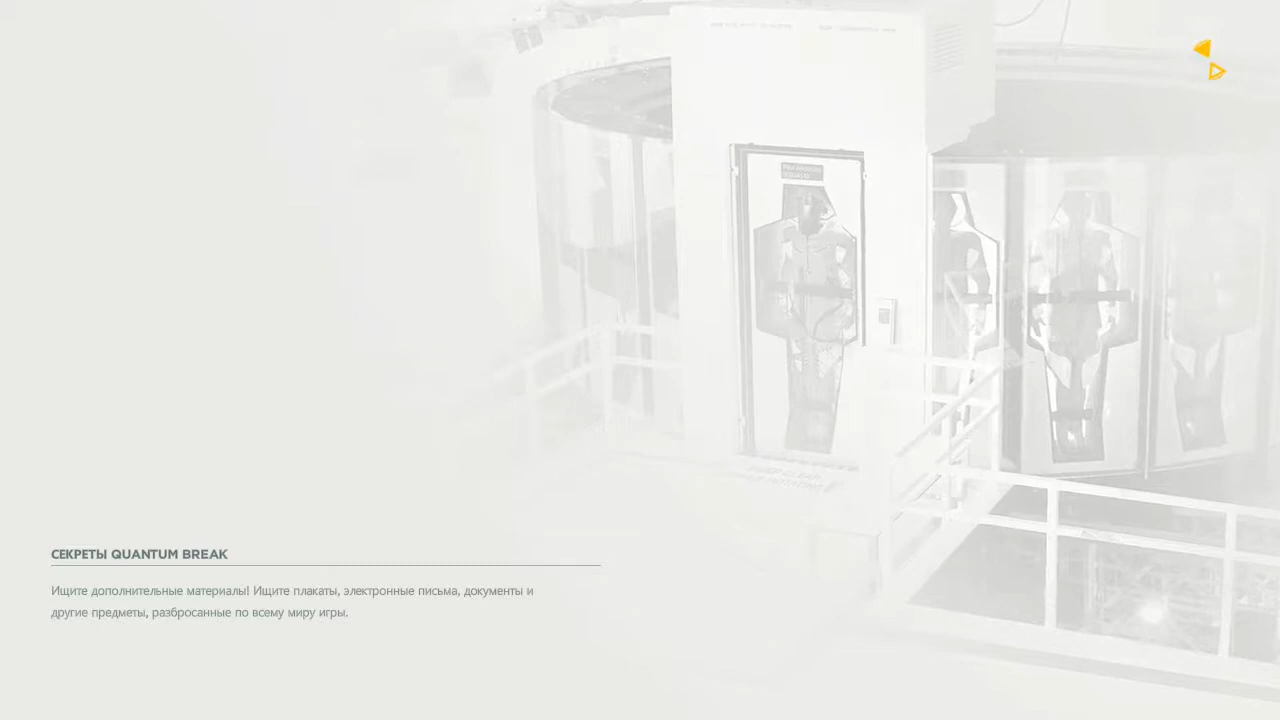 СЕКРЕТЫ QUANTUM BREAK
Ищите дополнительные материалы! Ищите плакаты, электронные письма, документы и
другие предметы, разбросанные по всему миру игры.